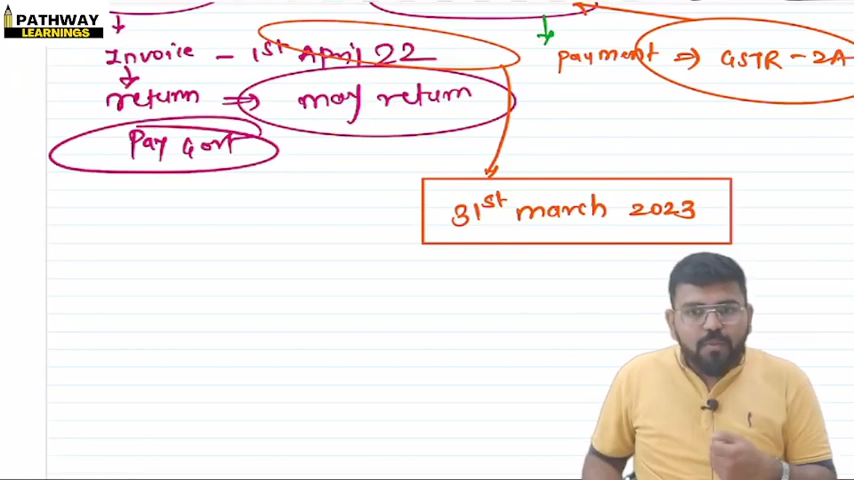 PATHWAY
LEARNINGS
Invoice - 1st April 22
return ⇒ may return
Pay Govt
payment ⇒ GSTR-2A
31st march 2023